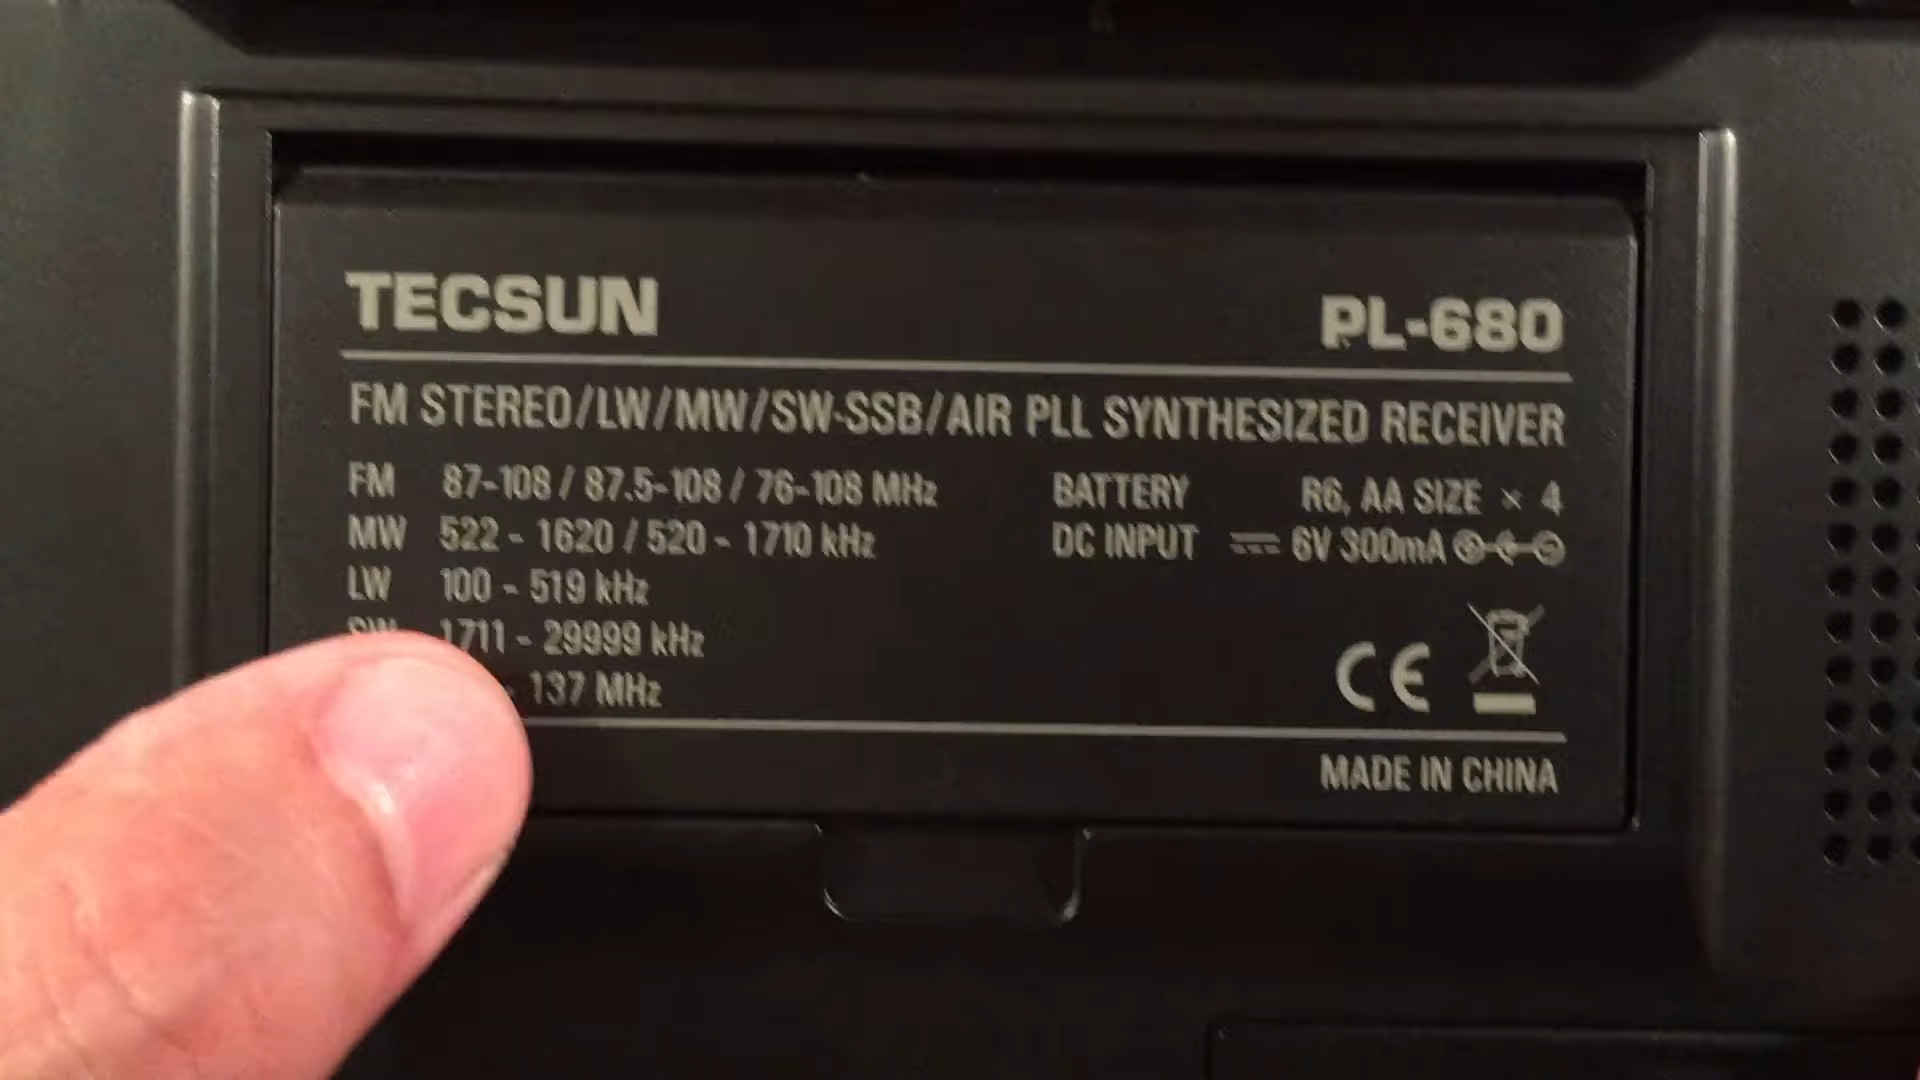 TECSUN PL-680
FM STEREO/LW/MW/SW-SSB/AIR PLL SYNTHESIZED RECEIVER
FM 87-108 / 87.5-108 / 76-108 MHz BATTERY R6, AA SIZE × 4
MW 522 - 1620 / 520 - 1710 kHz DC INPUT 6V 300mA
LW 100 - 519 kHz
SW 1711 - 29999 kHz
- 137 MHz
CE
MADE IN CHINA